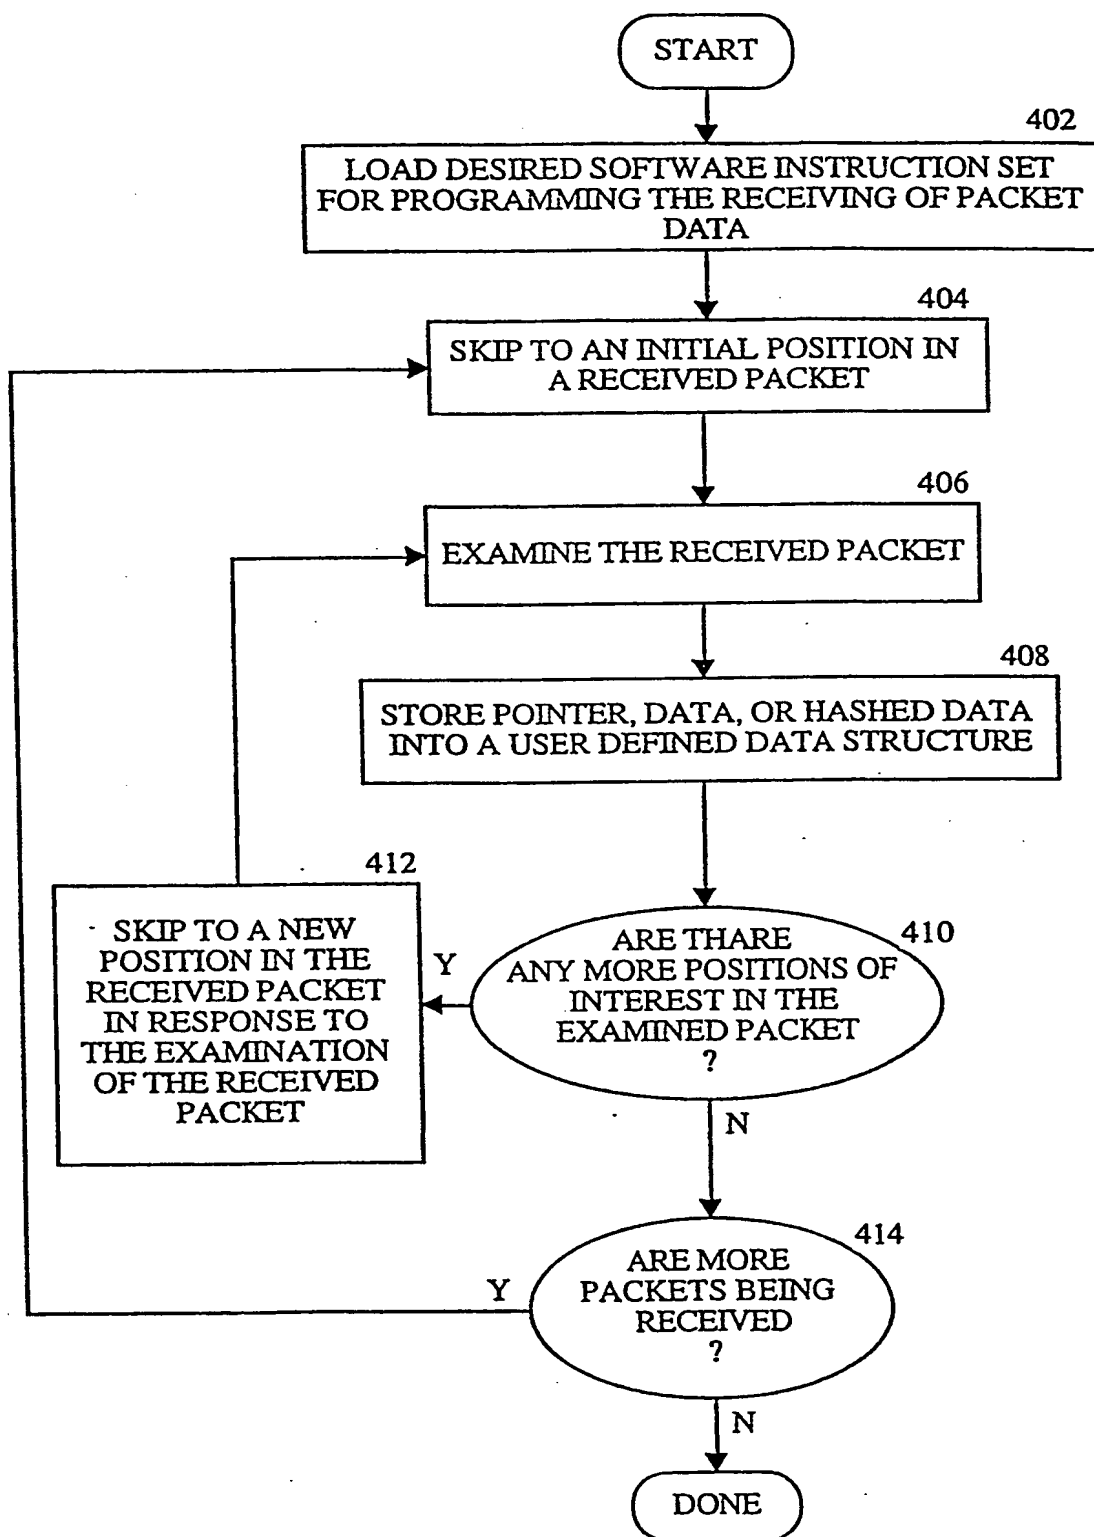 START
402
LOAD DESIRED SOFTWARE INSTRUCTION SET
FOR PROGRAMMING THE RECEIVING OF PACKET
DATA
404
SKIP TO AN INITIAL POSITION IN
A RECEIVED PACKET
406
EXAMINE THE RECEIVED PACKET
408
STORE POINTER, DATA, OR HASHED DATA
INTO A USER DEFINED DATA STRUCTURE
412
SKIP TO A NEW
POSITION IN THE
RECEIVED PACKET
IN RESPONSE TO
THE EXAMINATION
OF THE RECEIVED
PACKET
Y
410
ARE THARE
ANY MORE POSITIONS OF
INTEREST IN THE
EXAMINED PACKET
?
N
414
Y
ARE MORE
PACKETS BEING
RECEIVED
?
N
DONE